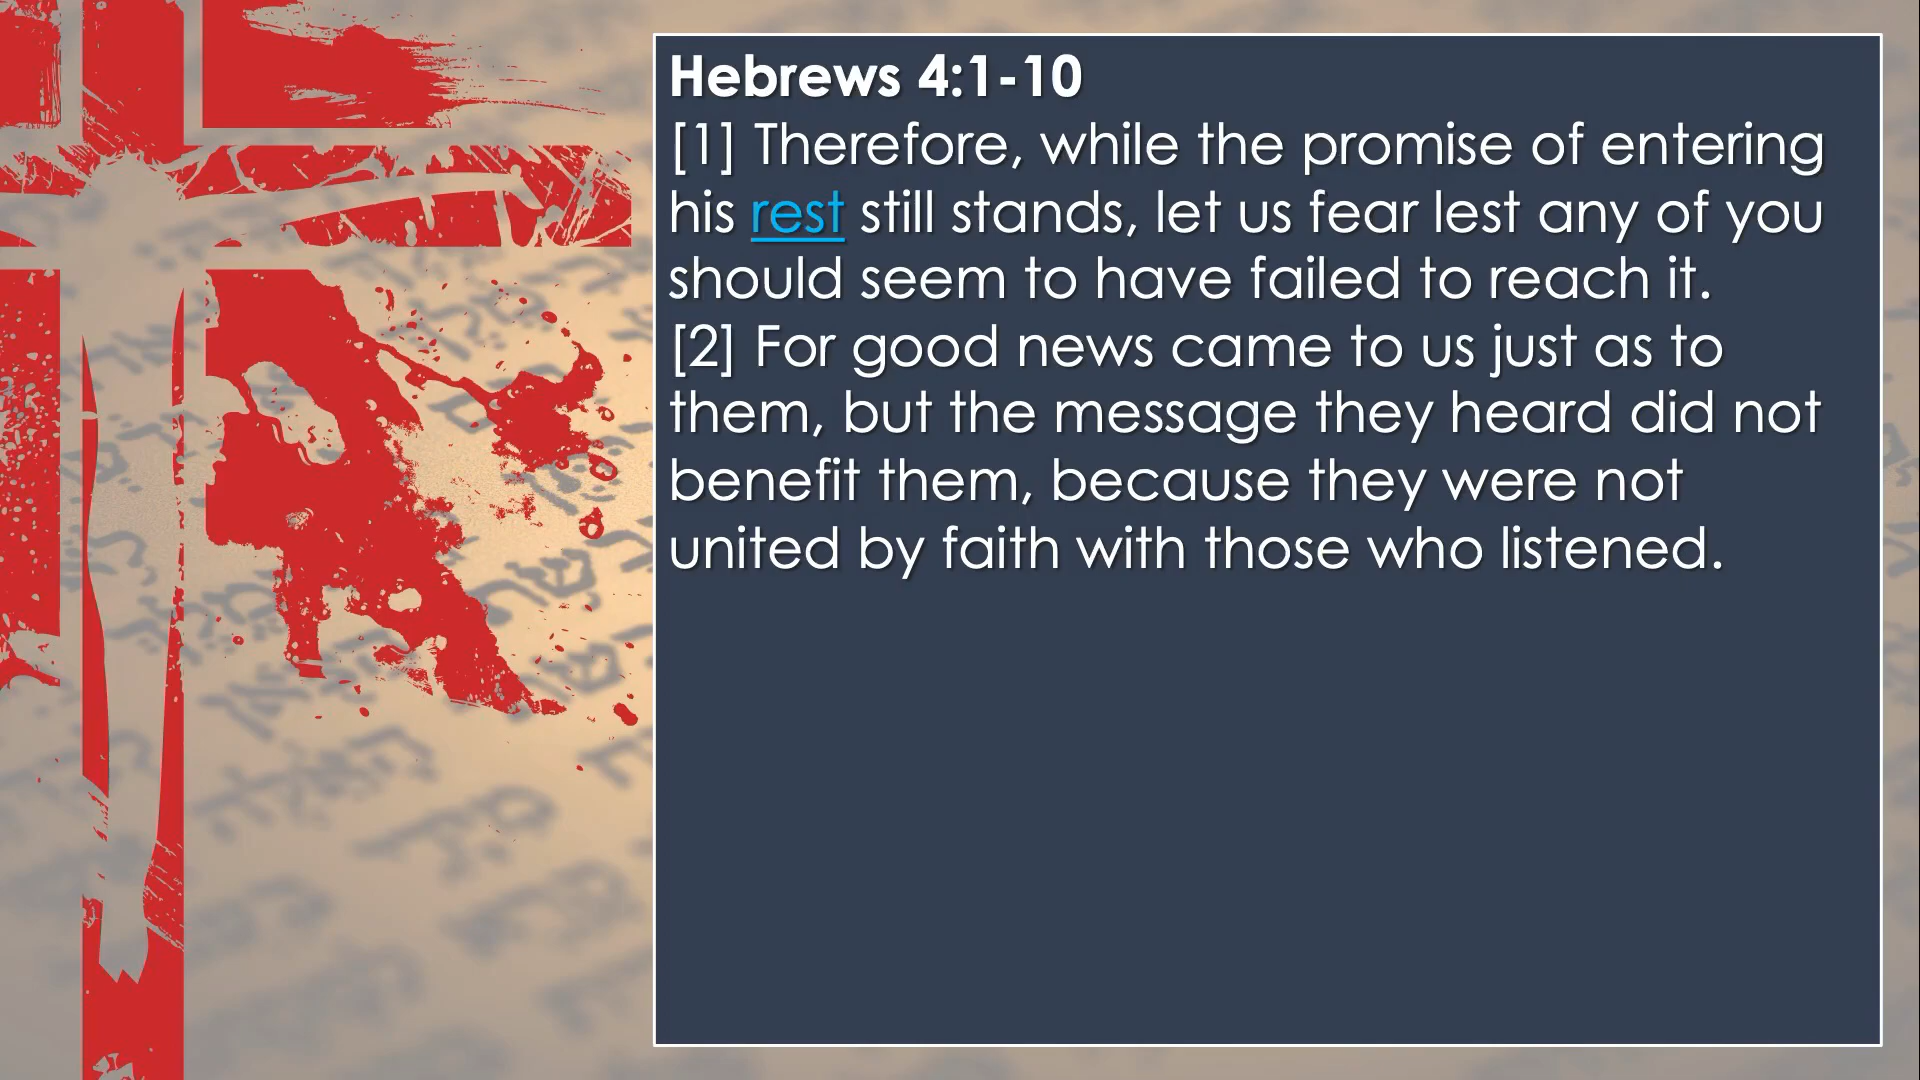 Hebrews 4:1-10
[1] Therefore, while the promise of entering
his rest still stands, let us fear lest any of you
should seem to have failed to reach it.
[2] For good news came to us just as to
them, but the message they heard did not
benefit them, because they were not
united by faith with those who listened.